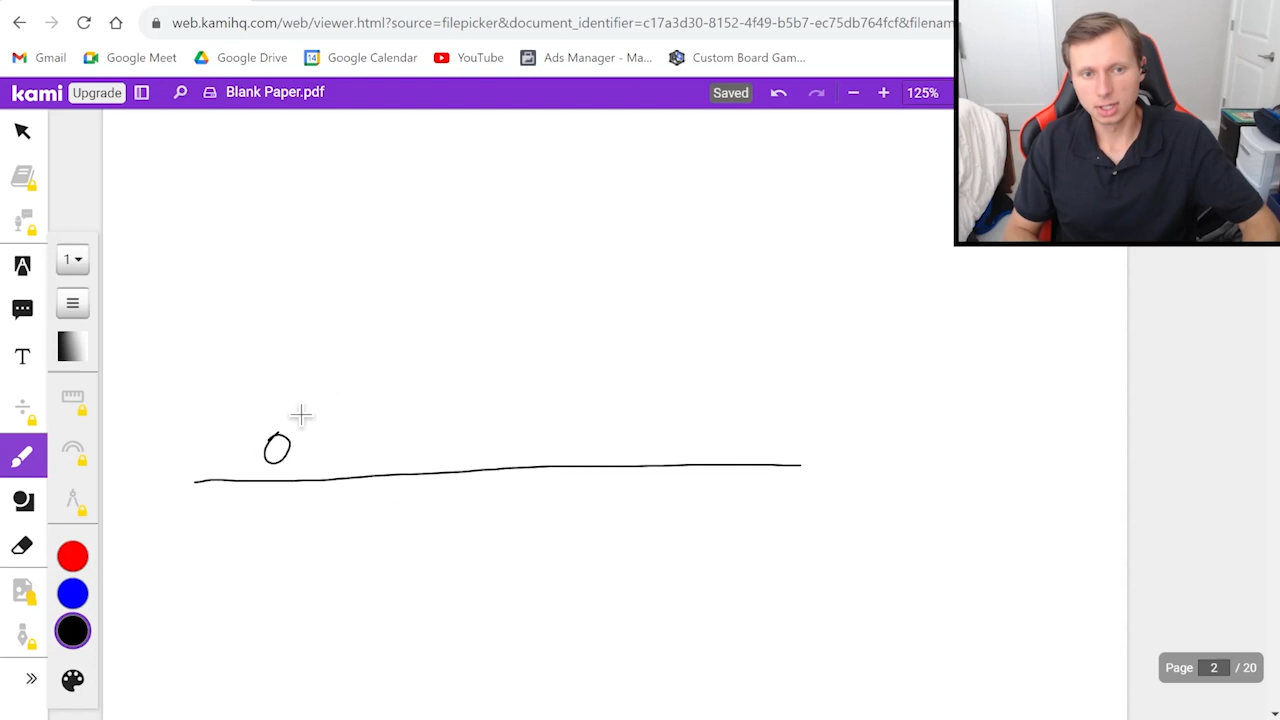 web.kamihq.com/web/viewer.html?source=filepicker&document_identifier=c17a3d30-8152-4f49-b5b7-ec75db764fcf&filenam
Gmail
Google Meet
Google Drive
14
Google Calendar
YouTube
Ads Manager - Ma...
Custom Board Gam...
kami
Upgrade
Blank Paper.pdf
Saved
125%
1
A
T
Page 2 / 20